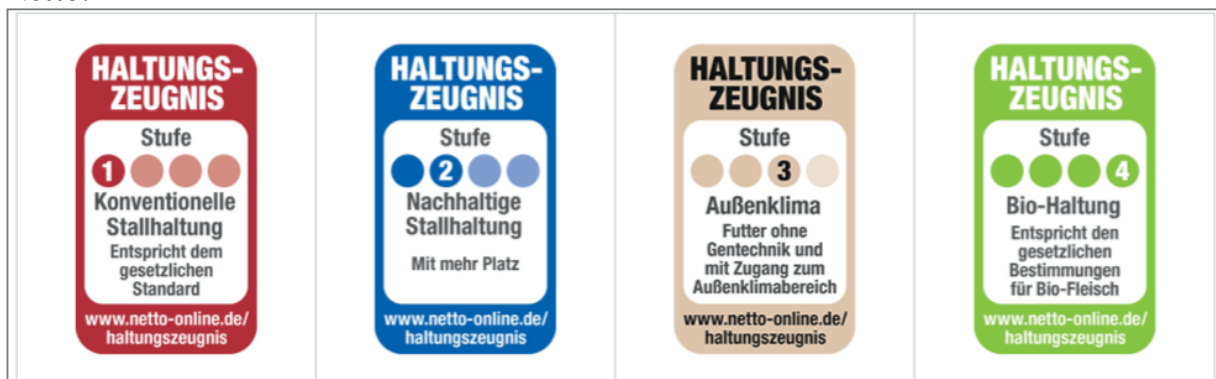 HALTUNGS-
ZEUGNIS
Stufe
1
Konventionelle
Stallhaltung
Entspricht dem
gesetzlichen
Standard
www.netto-online.de/
haltungszeugnis
HALTUNGS-
ZEUGNIS
Stufe
2
Nachhaltige
Stallhaltung
Mit mehr Platz
www.netto-online.de/
haltungszeugnis
HALTUNGS-
ZEUGNIS
Stufe
3
Außenklima
Futter ohne
Gentechnik und
mit Zugang zum
Außenklimabereich
www.netto-online.de/
haltungszeugnis
HALTUNGS-
ZEUGNIS
Stufe
4
Bio-Haltung
Entspricht den
gesetzlichen
Bestimmungen
für Bio-Fleisch
www.netto-online.de/
haltungszeugnis